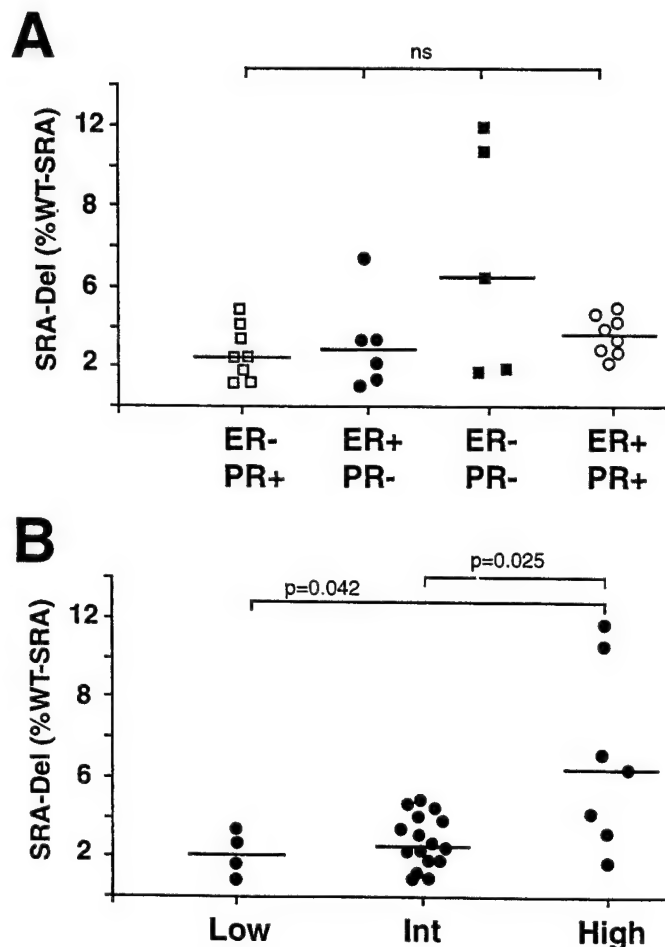 A
ns
SRA-Del (%WT-SRA)
12
8
6
2
ER- ER+ ER- ER+
PR+ PR- PR- PR+
B
p=0.025
p=0.042
SRA-Del (%WT-SRA)
12
8
6
2
Low Int High